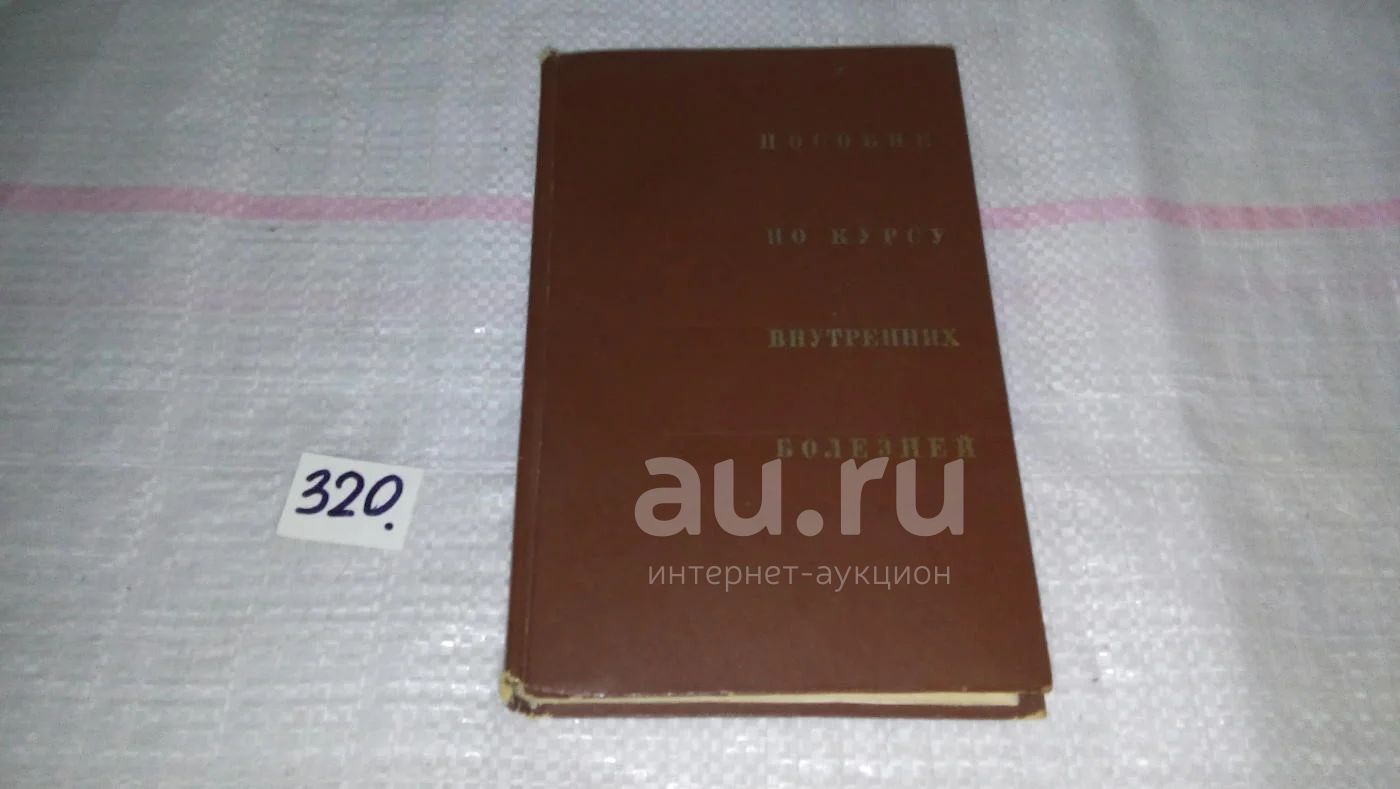 ПОСОБИЕ
ПО КУРСУ
ВНУТРЕННИХ
БОЛЕЗНЕЙ
320.
au.ru
интернет-аукцион